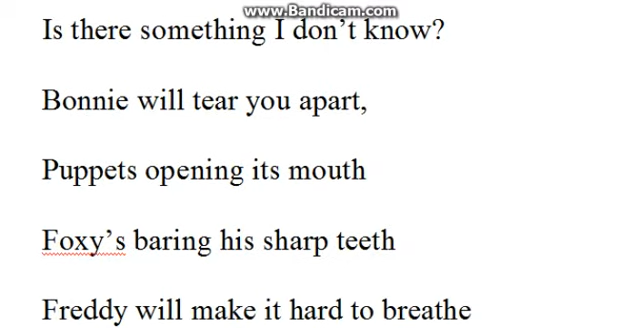 www.Bandicam.com
Is there something I don't know?
Bonnie will tear you apart,
Puppets opening its mouth
Foxy's baring his sharp teeth
Freddy will make it hard to breathe